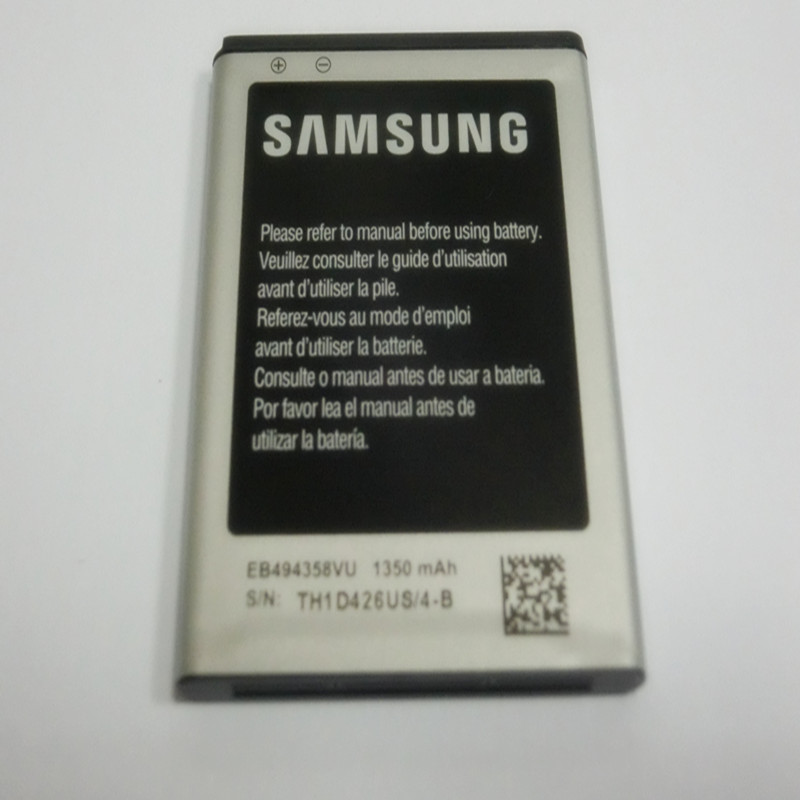 SAMSUNG
Please refer to manual before using battery.
Veuillez consulter le guide d'utilisation
avant d'utiliser la pile.
Referez-vous au mode d'emploi
avant d'utiliser la batterie.
Consulte o manual antes de usar a bateria.
Por favor lea el manual antes de
utilizar la batería.
EB494358VU 1350 mAh
S/N: TH1D426US/4-B